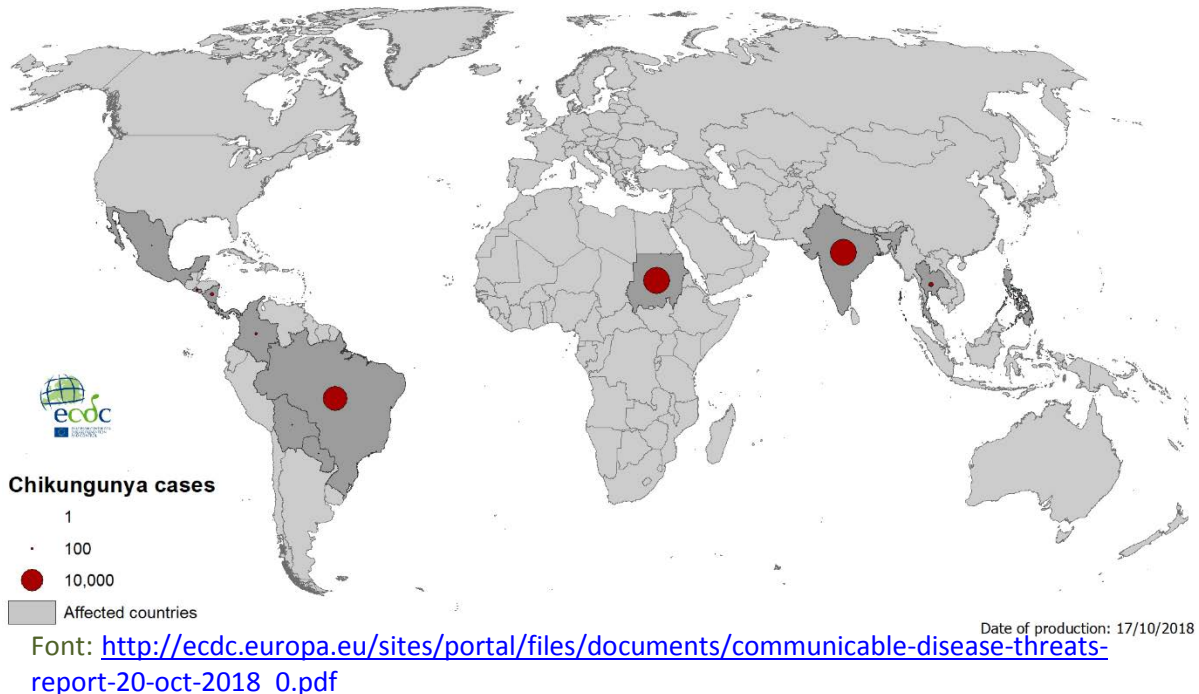 ecdc
Chikungunya cases
1
100
10,000
Affected countries
Date of production: 17/10/2018
Font: http://ecdc.europa.eu/sites/portal/files/documents/communicable-disease-threats-
report-20-oct-2018_0.pdf